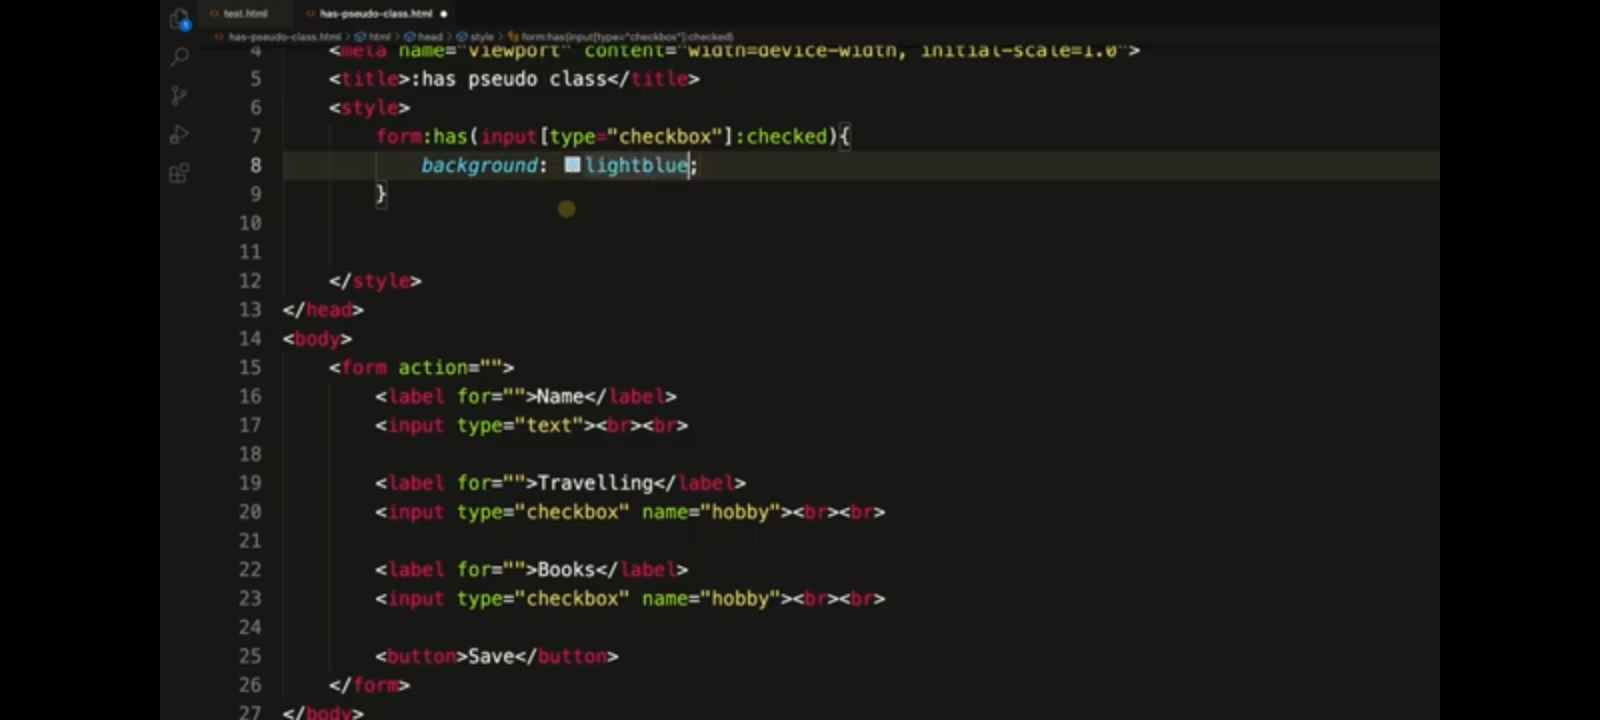 test.html
has-pseudo-class.html
has-pseudo-class.html > html > head > style > form:has(input[type="checkbox"]:checked)
4 <meta name="viewport" content="width=device-width, initial-scale=1.0">
5 <title>:has pseudo class</title>
6 <style>
7 form:has(input[type="checkbox"]:checked){
8 background: lightblue;
9 }
10
11
12 </style>
13 </head>
14 <body>
15 <form action="">
16 <label for="">Name</label>
17 <input type="text"><br><br>
18
19 <label for="">Travelling</label>
20 <input type="checkbox" name="hobby"><br><br>
21
22 <label for="">Books</label>
23 <input type="checkbox" name="hobby"><br><br>
24
25 <button>Save</button>
26 </form>
27 </body>